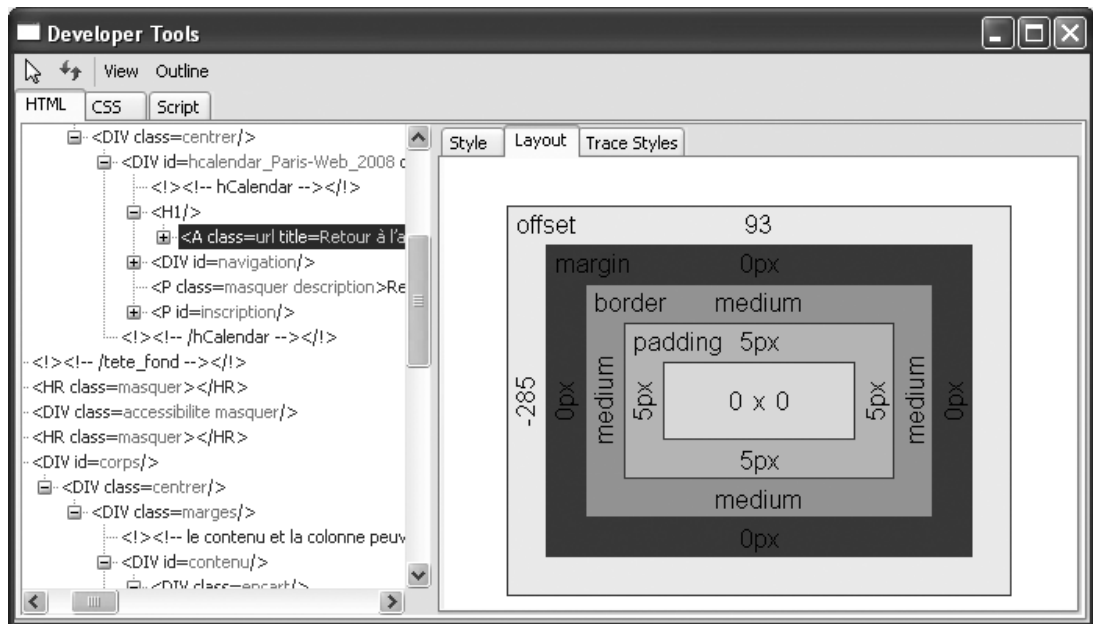 Developer Tools
View Outline
HTML CSS Script
<DIV class=centrer/>
<DIV id=hcalendar_Paris-Web_2008 c
<!><!-- hCalendar --></!>
<H1/>
<A class=url title=Retour à l'a
<DIV id=navigation/>
<P class=masquer description>Re
<P id=inscription/>
<!><!-- /hCalendar --></!>
<!><!-- /tete_fond --></!>
<HR class=masquer></HR>
<DIV class=accessibilite masquer/>
<HR class=masquer></HR>
<DIV id=corps/>
<DIV class=centrer/>
<DIV class=marges/>
<!><!-- le contenu et la colonne peuv
<DIV id=contenu/>
<DIV class=encart/>
Style Layout Trace Styles
offset 93
margin 0px
border medium
padding 5px
-285 0px medium 5px 0 x 0 5px medium 0px
5px
medium
0px